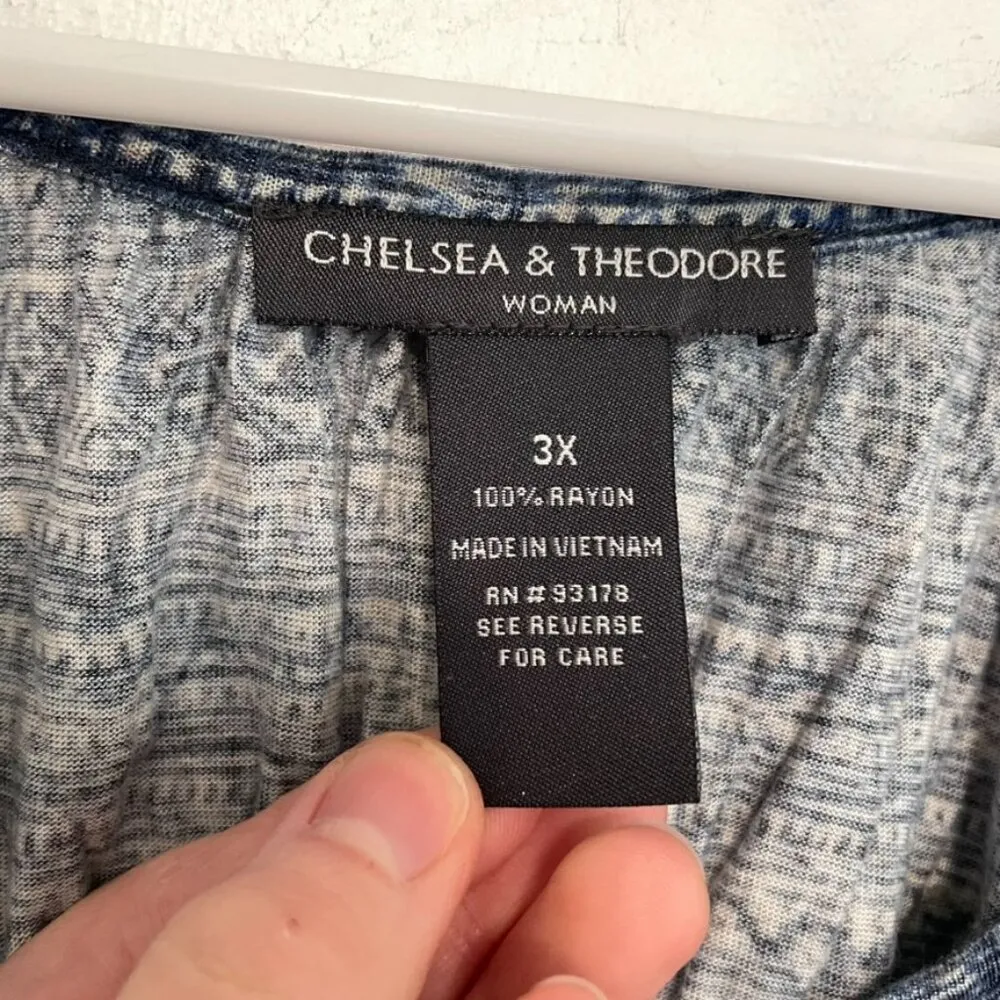 CHELSEA & THEODORE
WOMAN
3X
100% RAYON
MADE IN VIETNAM
RN # 93178
SEE REVERSE
FOR CARE